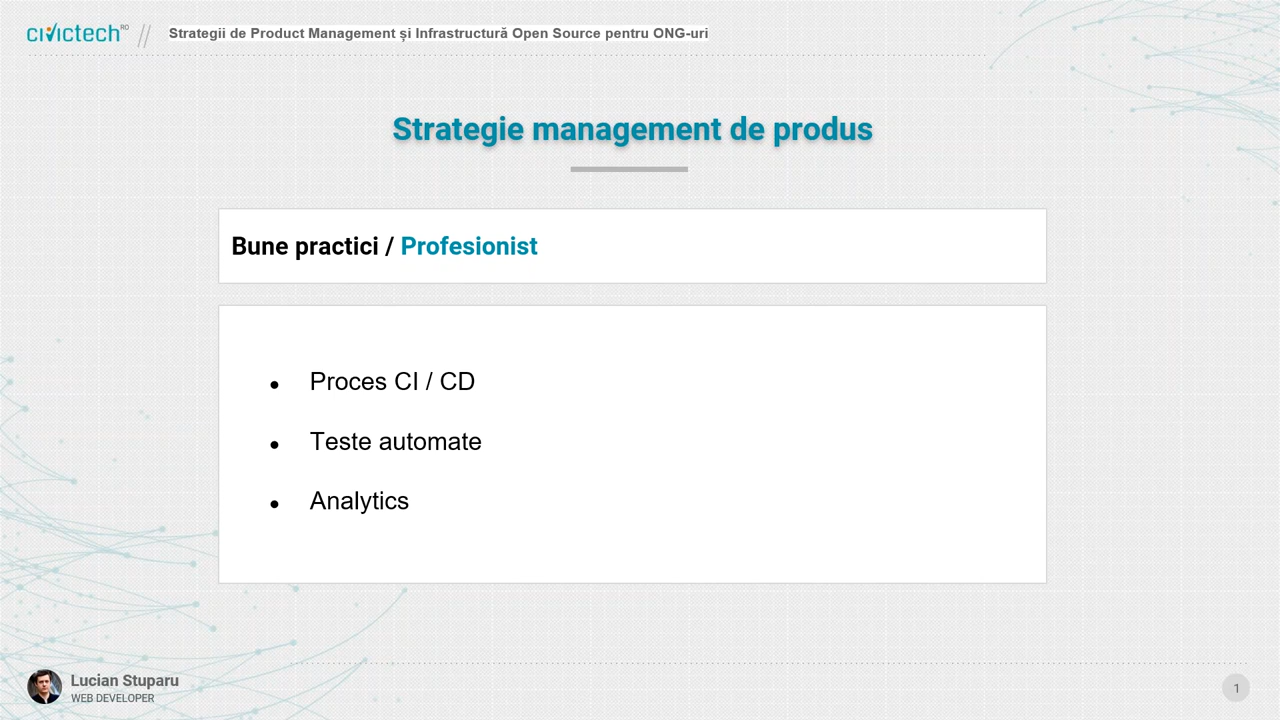 civictech RO
Strategii de Product Management și Infrastructură Open Source pentru ONG-uri
Strategie management de produs
Bune practici / Profesionist
● Proces CI / CD
● Teste automate
● Analytics
Lucian Stuparu
WEB DEVELOPER
1